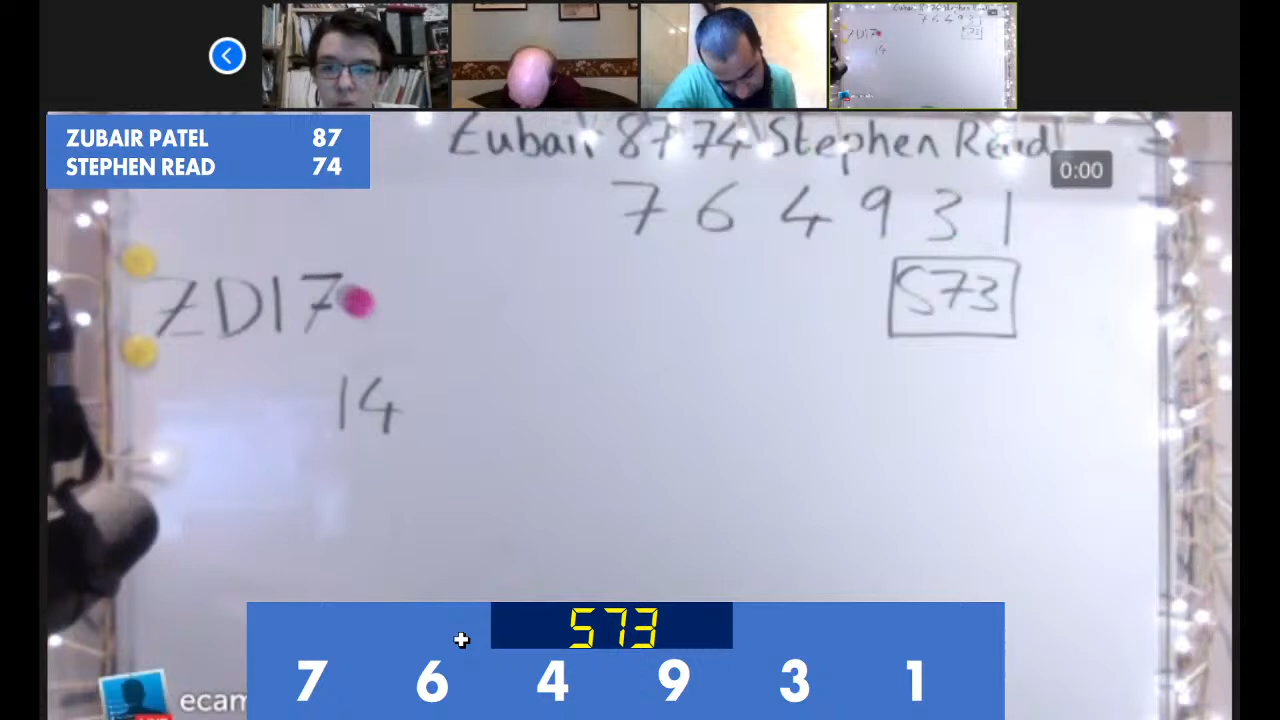 ZUBAIR PATEL 87
STEPHEN READ 74
Zubair 87 74 Stephen Read
0:00
7 6 4 9 3 1
573
ZD17
14
573
7 6 4 9 3 1
ecam